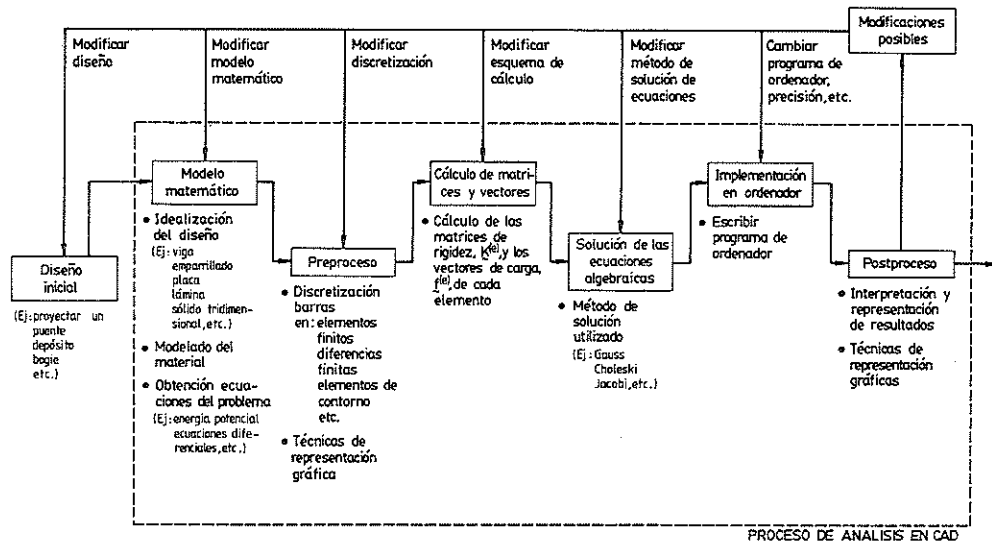 Modificar
diseño
Modificar
modelo
matemático
Modificar
discretización
Modificar
esquema de
cálculo
Modificar
método de
solución de
ecuaciones
Cambiar
programa de
ordenador,
precisión, etc.
Modificaciones
posibles
Diseño
inicial
(Ej: proyectar un
puente
depósito
bogie
etc.)
Modelo
matemático
• Idealización
del diseño
(Ej: viga
emparrillado
placa
lámina
sólido tridimen-
sional, etc.)
• Modelado del
material
• Obtención ecua-
ciones del problema
(Ej: energía potencial
ecuaciones dife-
renciales, etc.)
Preproceso
• Discretización
barras
en: elementos
finitos
diferencias
finitas
elementos de
contorno
etc.
• Técnicas de
representación
gráfica
Cálculo de matri-
ces y vectores
• Cálculo de las
matrices de
rigidez, K(e), y los
vectores de carga,
f(e), de cada
elemento
Solución de las
ecuaciones
algebraícas
• Método de
solución
utilizado
(Ej: Gauss
Choleski
Jacobi, etc.)
Implementación
en ordenador
• Escribir
programa de
ordenador
Postproceso
• Interpretación y
representación
de resultados
• Técnicas de
representación
gráficas
PROCESO DE ANALISIS EN CAD